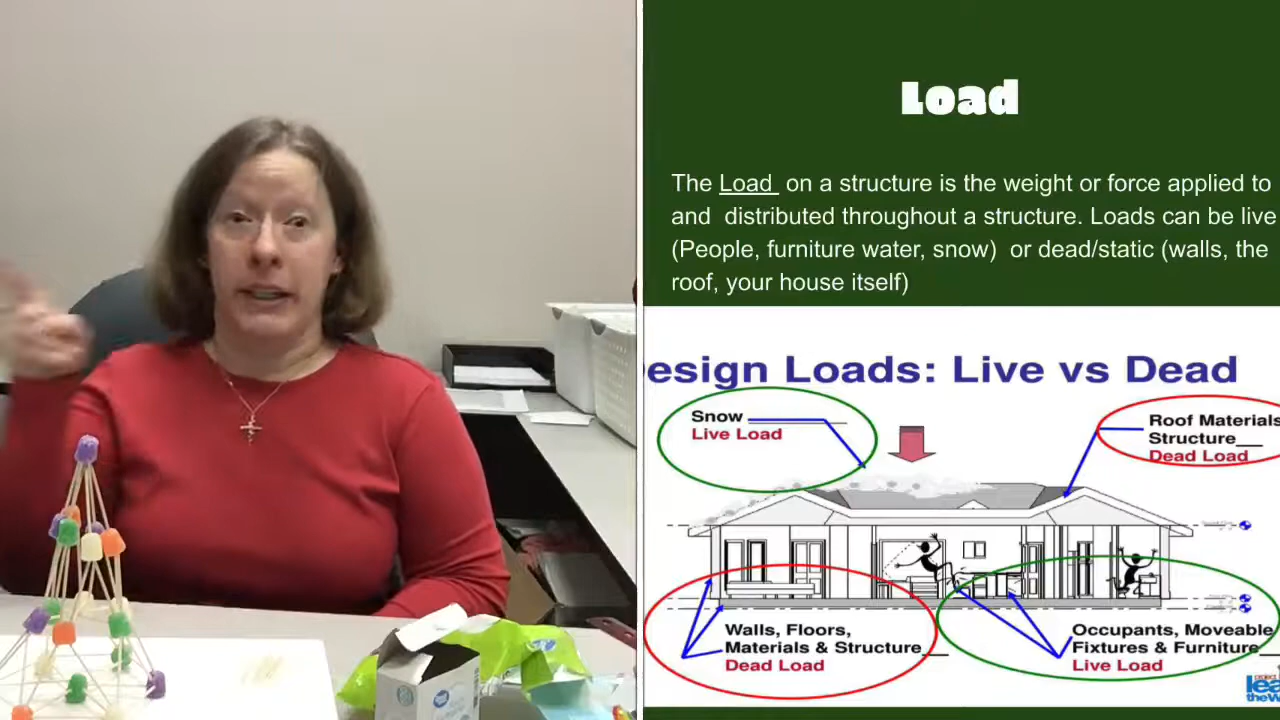 Load
The Load on a structure is the weight or force applied to
and distributed throughout a structure. Loads can be live
(People, furniture water, snow) or dead/static (walls, the
roof, your house itself)
esign Loads: Live vs Dead
Snow
Live Load
Roof Materials
Structure
Dead Load
Walls, Floors,
Materials & Structure
Dead Load
Occupants, Moveable
Fixtures & Furniture
Live Load
project
lea
the W